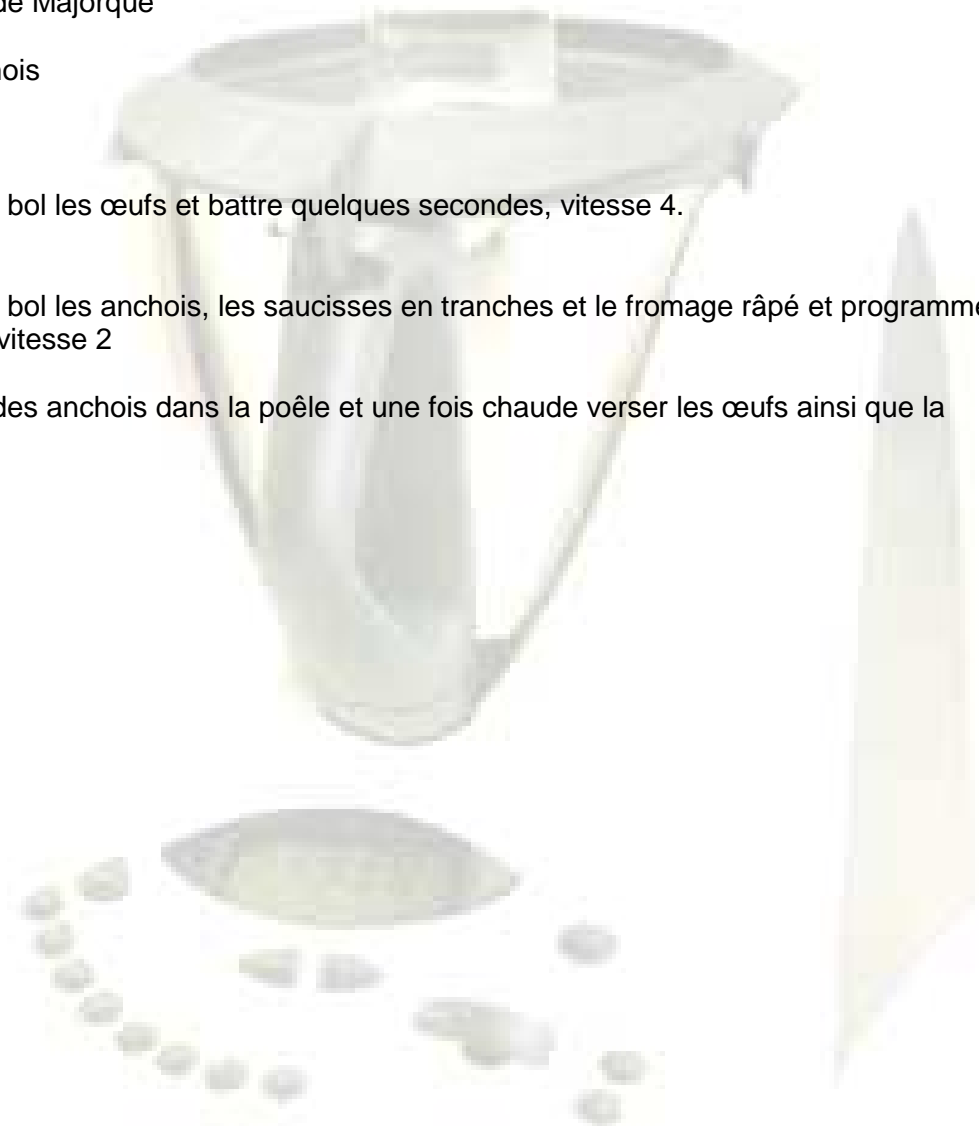 de Majorque
nois
bol les œufs et battre quelques secondes, vitesse 4.
bol les anchois, les saucisses en tranches et le fromage râpé et programme
vitesse 2
des anchois dans la poêle et une fois chaude verser les œufs ainsi que la